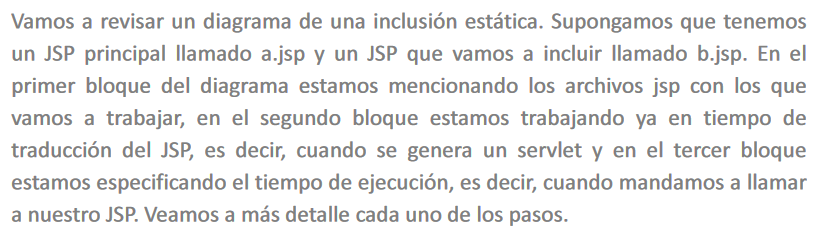 Vamos a revisar un diagrama de una inclusión estática. Supongamos que tenemos
un JSP principal llamado a.jsp y un JSP que vamos a incluir llamado b.jsp. En el
primer bloque del diagrama estamos mencionando los archivos jsp con los que
vamos a trabajar, en el segundo bloque estamos trabajando ya en tiempo de
traducción del JSP, es decir, cuando se genera un servlet y en el tercer bloque
estamos especificando el tiempo de ejecución, es decir, cuando mandamos a llamar
a nuestro JSP. Veamos a más detalle cada uno de los pasos.